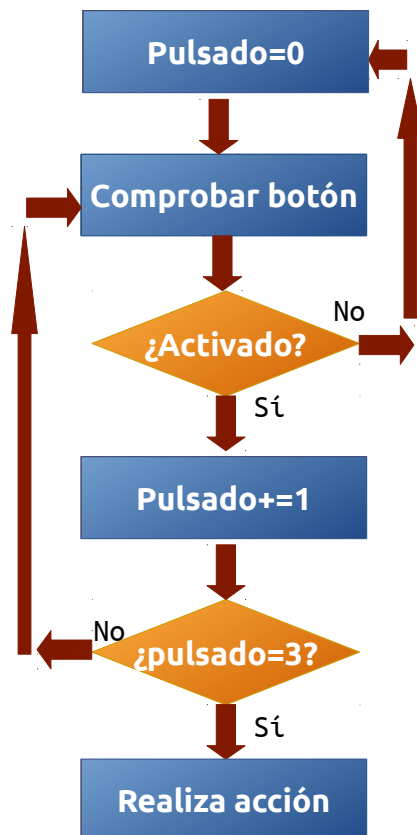 Pulsado=0
Comprobar botón
¿Activado?
No
Sí
Pulsado+=1
No
¿pulsado=3?
Sí
Realiza acción